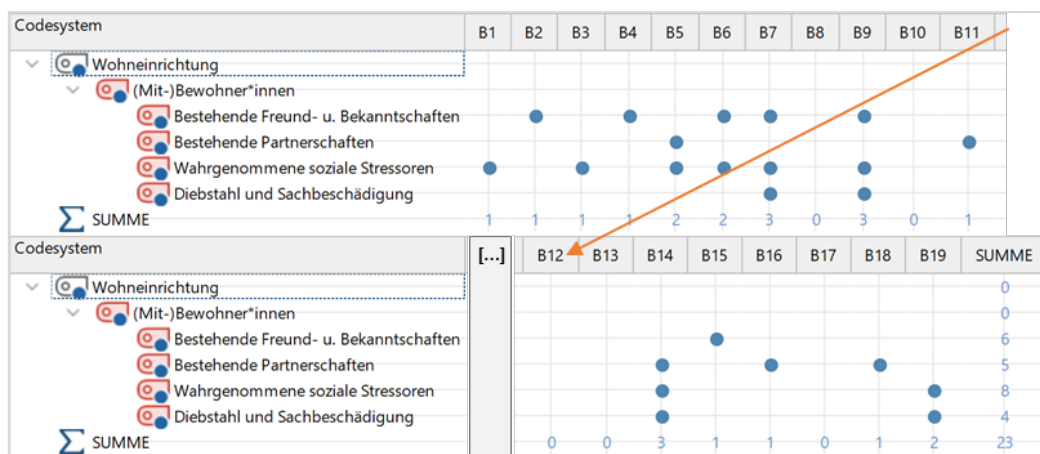 Codesystem B1 B2 B3 B4 B5 B6 B7 B8 B9 B10 B11
Wohneinrichtung
(Mit-)Bewohner*innen
Bestehende Freund- u. Bekanntschaften
Bestehende Partnerschaften
Wahrgenommene soziale Stressoren
Diebstahl und Sachbeschädigung
SUMME 1 1 1 1 2 2 3 0 3 0 1
Codesystem [...] B12 B13 B14 B15 B16 B17 B18 B19 SUMME
Wohneinrichtung 0
(Mit-)Bewohner*innen 0
Bestehende Freund- u. Bekanntschaften 6
Bestehende Partnerschaften 5
Wahrgenommene soziale Stressoren 8
Diebstahl und Sachbeschädigung 4
SUMME 0 0 3 1 1 0 1 2 23